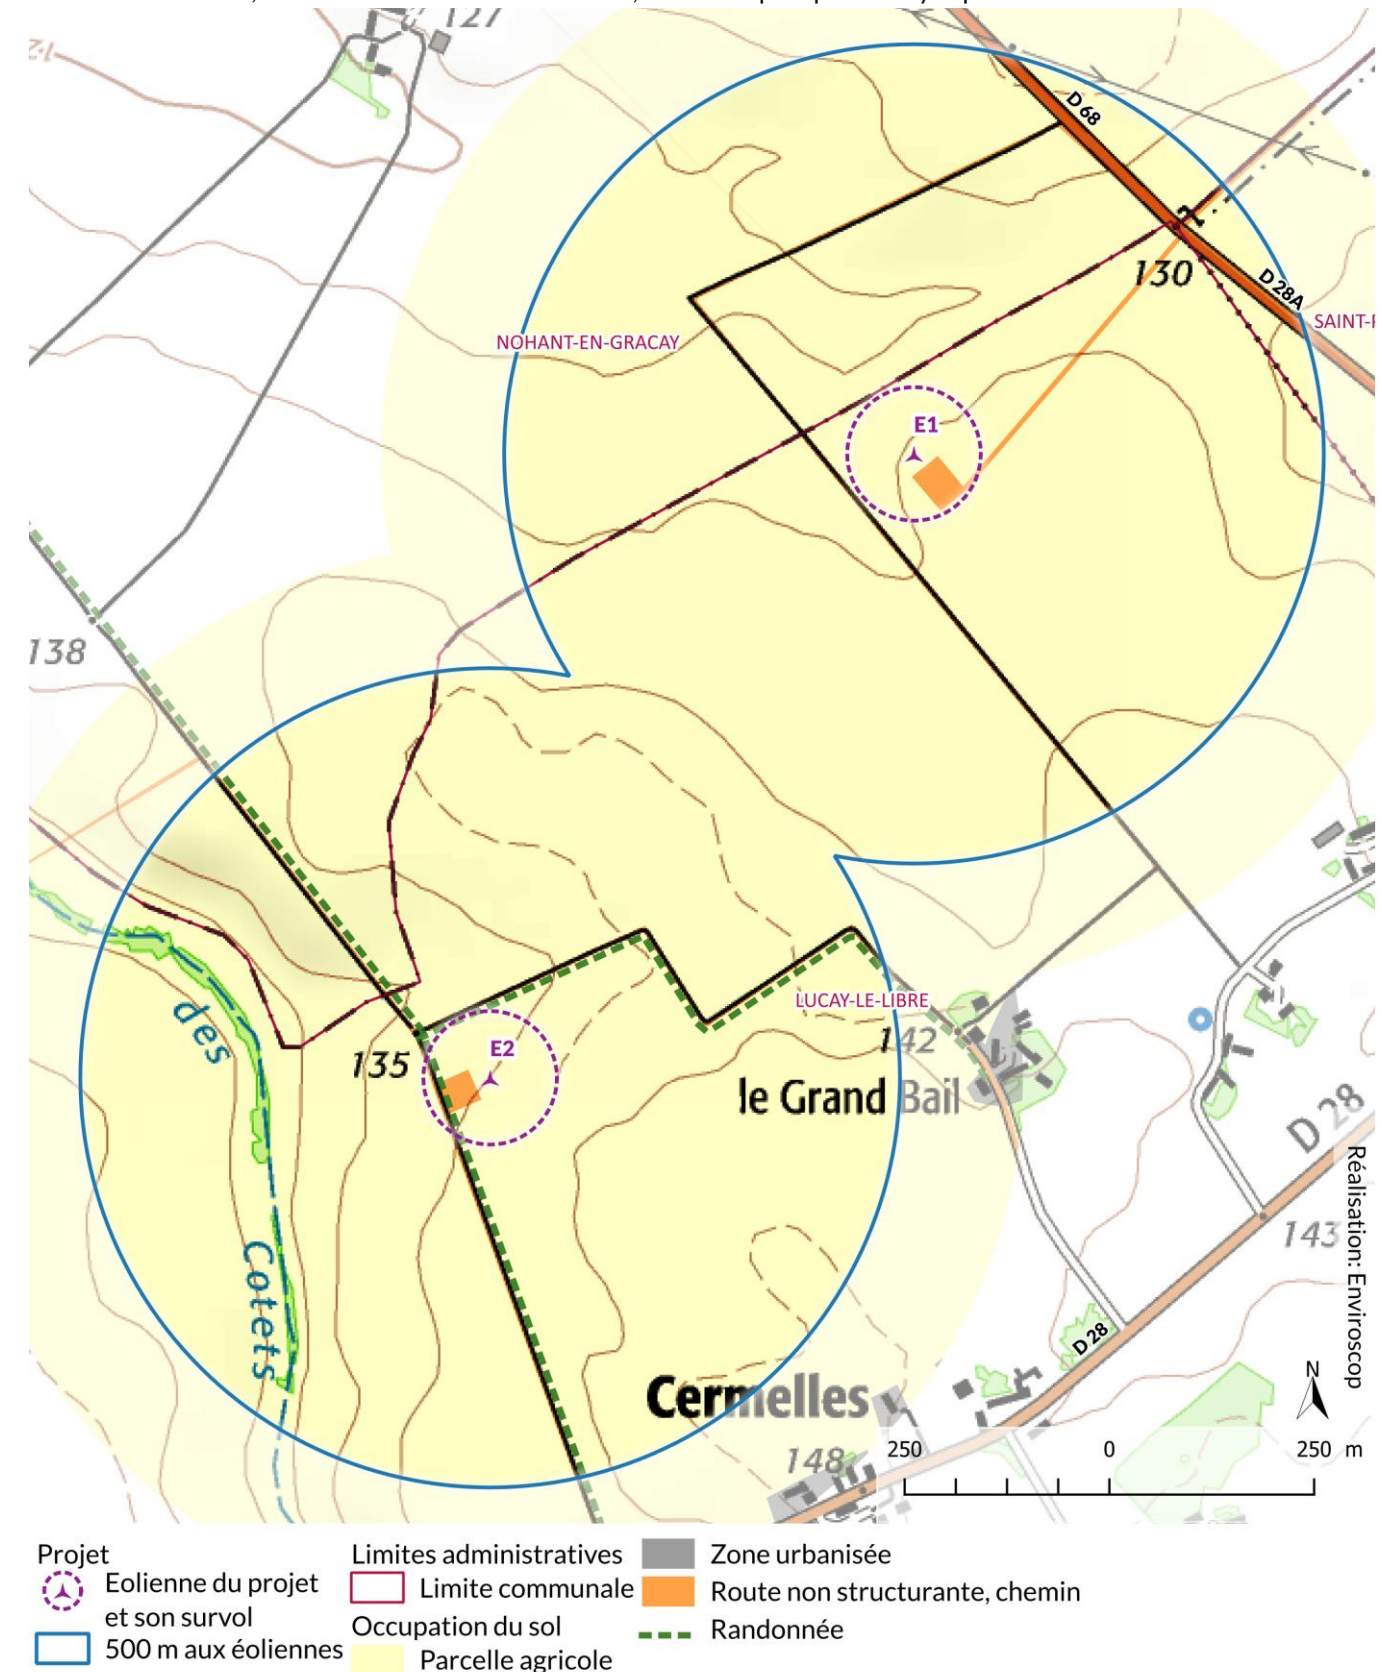 127
D 68
130
D 28A
SAINT-
NOHANT-EN-GRACAY
E1
138
des
LUCAY-LE-LIBRE
142
135
E2
le Grand Bail
D 28
Réalisation: Enviroscop
143
Cotets
D 28
Cermelles
148
N
250 0 250 m
Projet
Eolienne du projet
et son survol
500 m aux éoliennes
Limites administratives
Limite communale
Occupation du sol
Parcelle agricole
Zone urbanisée
Route non structurante, chemin
Randonnée